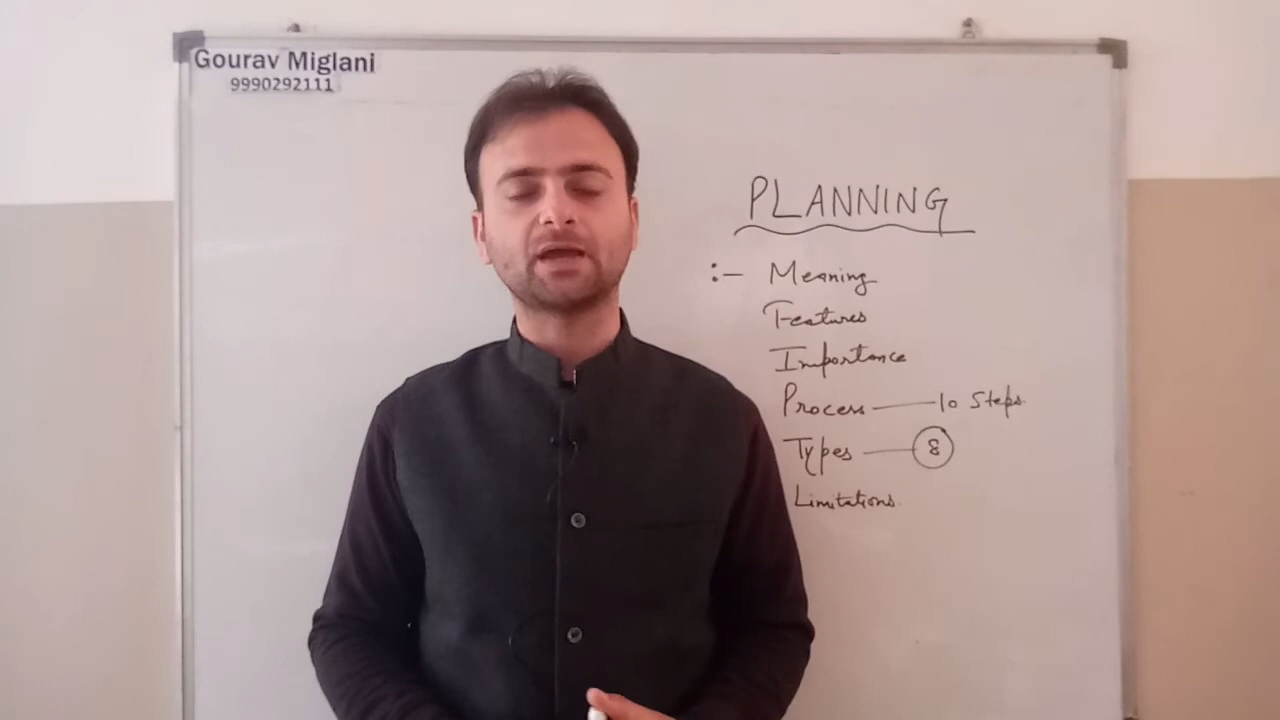 Gourav Miglani
9990292111
PLANNING
:- Meaning
Features
Importance
Process — 10 Steps.
Types — 8
Limitations.